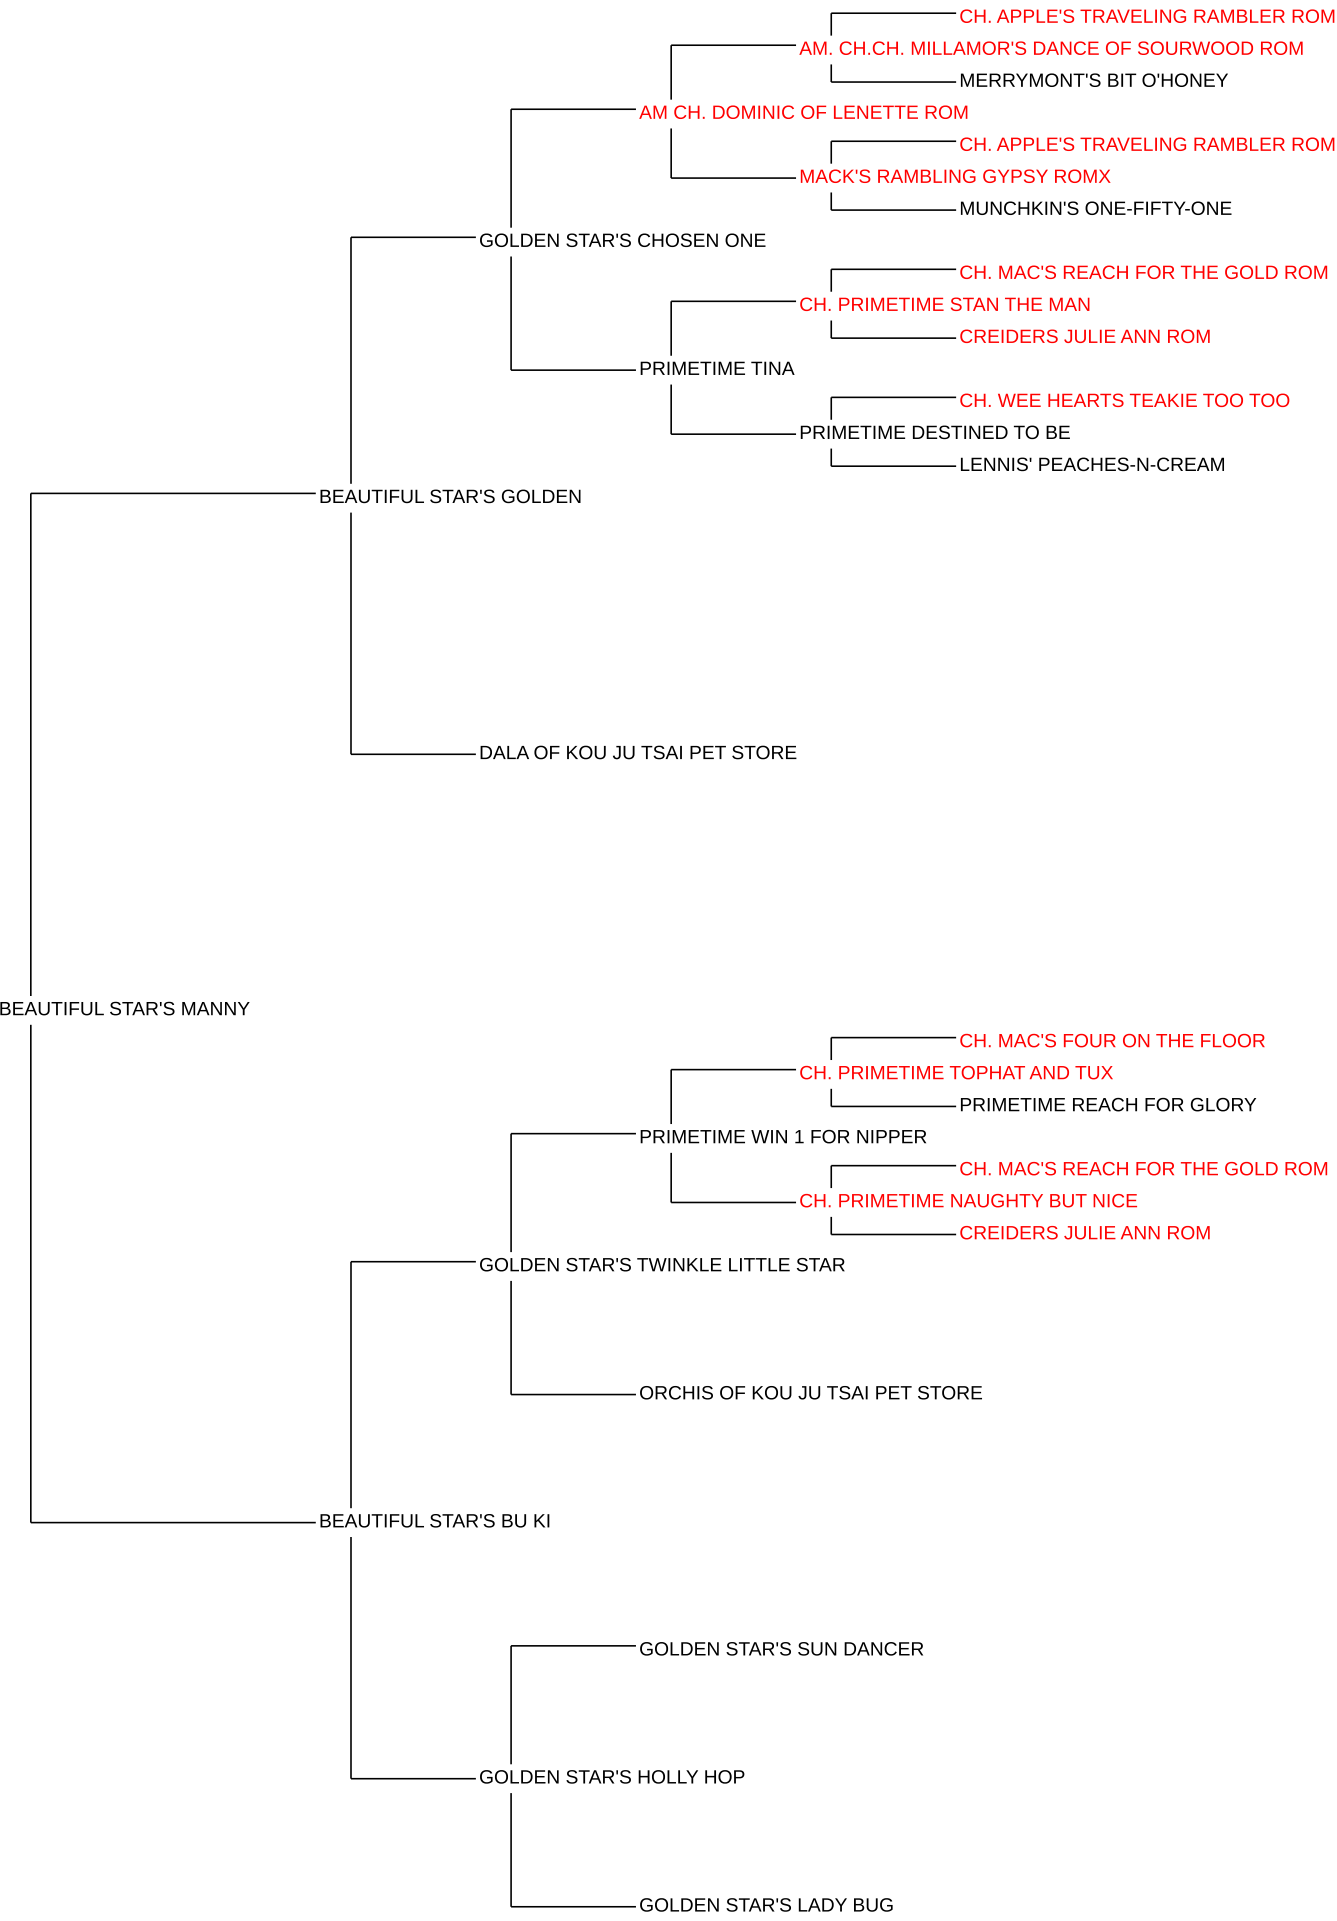 CH. APPLE'S TRAVELING RAMBLER ROM
AM. CH.CH. MILLAMOR'S DANCE OF SOURWOOD ROM
MERRYMONT'S BIT O'HONEY
AM CH. DOMINIC OF LENETTE ROM
CH. APPLE'S TRAVELING RAMBLER ROM
MACK'S RAMBLING GYPSY ROMX
MUNCHKIN'S ONE-FIFTY-ONE
GOLDEN STAR'S CHOSEN ONE
CH. MAC'S REACH FOR THE GOLD ROM
CH. PRIMETIME STAN THE MAN
CREIDERS JULIE ANN ROM
PRIMETIME TINA
CH. WEE HEARTS TEAKIE TOO TOO
PRIMETIME DESTINED TO BE
LENNIS' PEACHES-N-CREAM
BEAUTIFUL STAR'S GOLDEN
DALA OF KOU JU TSAI PET STORE
BEAUTIFUL STAR'S MANNY
CH. MAC'S FOUR ON THE FLOOR
CH. PRIMETIME TOPHAT AND TUX
PRIMETIME REACH FOR GLORY
PRIMETIME WIN 1 FOR NIPPER
CH. MAC'S REACH FOR THE GOLD ROM
CH. PRIMETIME NAUGHTY BUT NICE
CREIDERS JULIE ANN ROM
GOLDEN STAR'S TWINKLE LITTLE STAR
ORCHIS OF KOU JU TSAI PET STORE
BEAUTIFUL STAR'S BU KI
GOLDEN STAR'S SUN DANCER
GOLDEN STAR'S HOLLY HOP
GOLDEN STAR'S LADY BUG